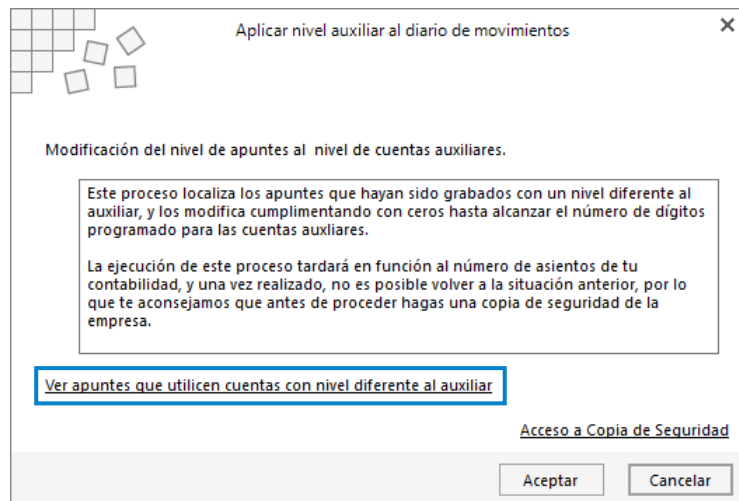 Aplicar nivel auxiliar al diario de movimientos
Modificación del nivel de apuntes al nivel de cuentas auxiliares.
Este proceso localiza los apuntes que hayan sido grabados con un nivel diferente al
auxiliar, y los modifica cumplimentando con ceros hasta alcanzar el número de dígitos
programado para las cuentas auxliares.
La ejecución de este proceso tardará en función al número de asientos de tu
contabilidad, y una vez realizado, no es posible volver a la situación anterior, por lo
que te aconsejamos que antes de proceder hagas una copia de seguridad de la
empresa.
Ver apuntes que utilicen cuentas con nivel diferente al auxiliar
Acceso a Copia de Seguridad
Aceptar
Cancelar